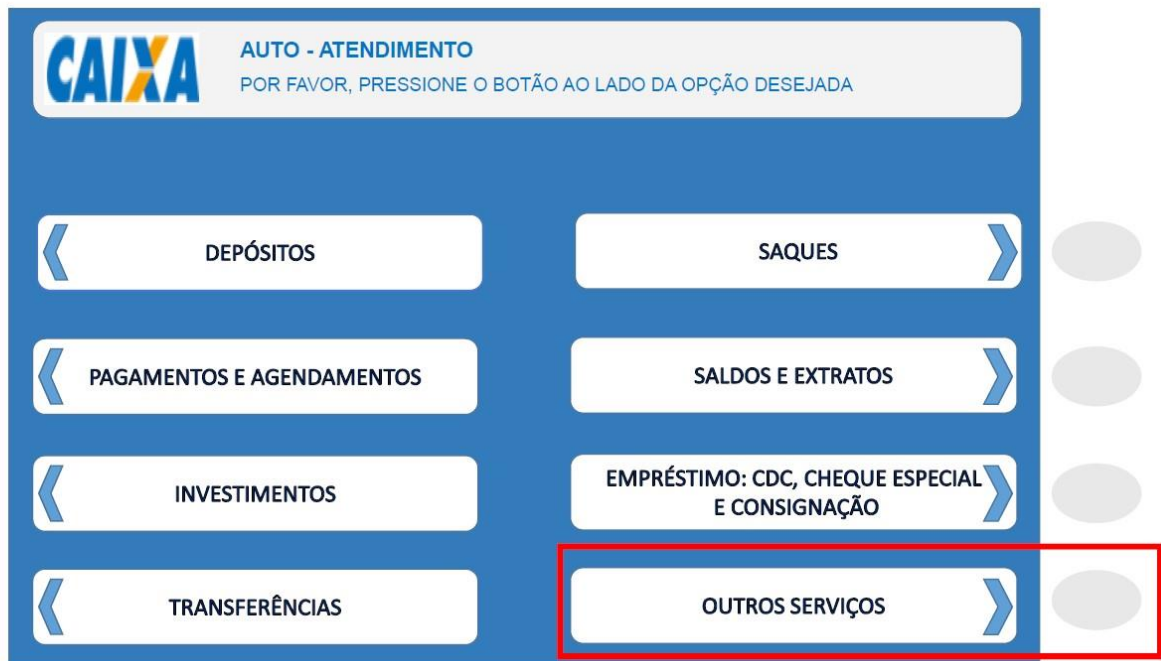 CAIXA
AUTO - ATENDIMENTO
POR FAVOR, PRESSIONE O BOTÃO AO LADO DA OPÇÃO DESEJADA
DEPÓSITOS
SAQUES
PAGAMENTOS E AGENDAMENTOS
SALDOS E EXTRATOS
INVESTIMENTOS
EMPRÉSTIMO: CDC, CHEQUE ESPECIAL
E CONSIGNAÇÃO
TRANSFERÊNCIAS
OUTROS SERVIÇOS